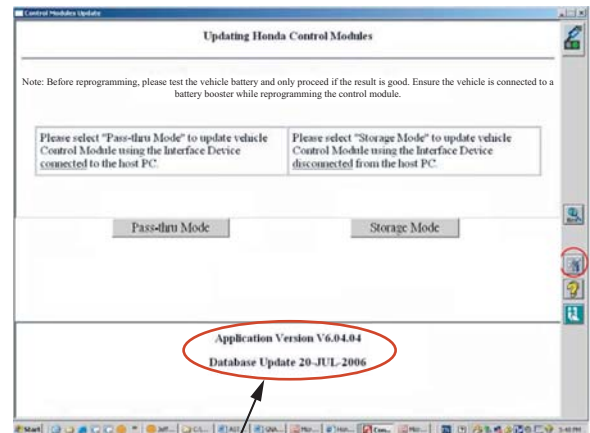 Control Modules Update
Updating Honda Control Modules
Note: Before reprogramming, please test the vehicle battery and only proceed if the result is good. Ensure the vehicle is connected to a
battery booster while reprogramming the control module.
Please select "Pass-thru Mode" to update vehicle
Control Module using the Interface Device
connected to the host PC.
Please select "Storage Mode" to update vehicle
Control Module using the Interface Device
disconnected from the host PC.
Pass-thru Mode
Storage Mode
Application Version V6.04.04
Database Update 20-JUL-2006
Start